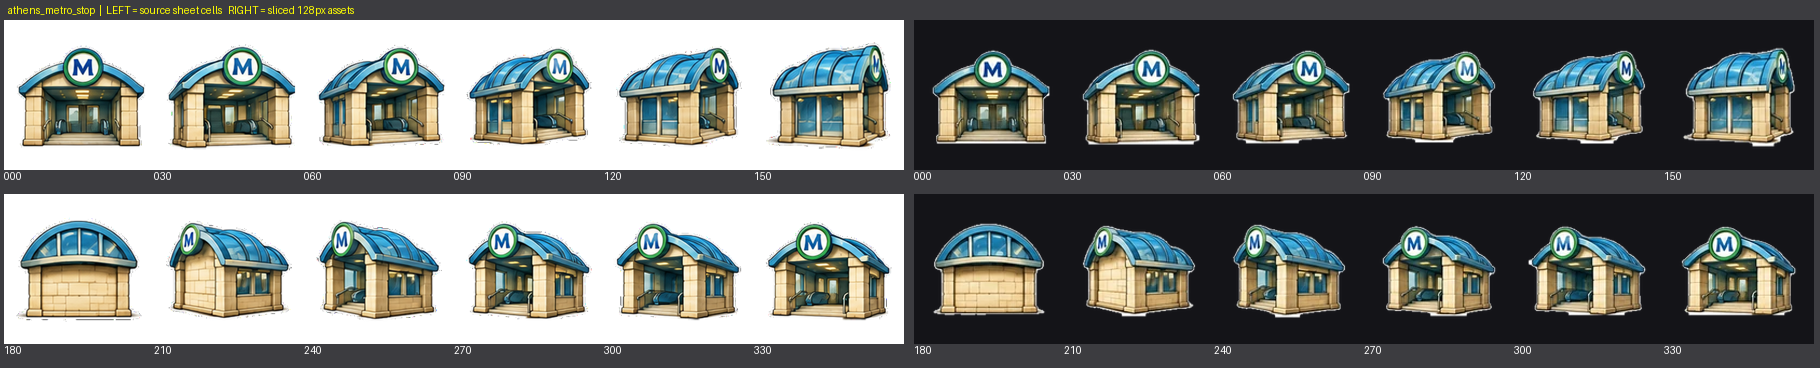 athens_metro_stop | LEFT = source sheet cells RIGHT = sliced 128px assets
M M M M M M M M M M M M
000 030 060 090 120 150 000 030 060 090 120 150
M M M M M M M M M M
180 210 240 270 300 330 180 210 240 270 300 330